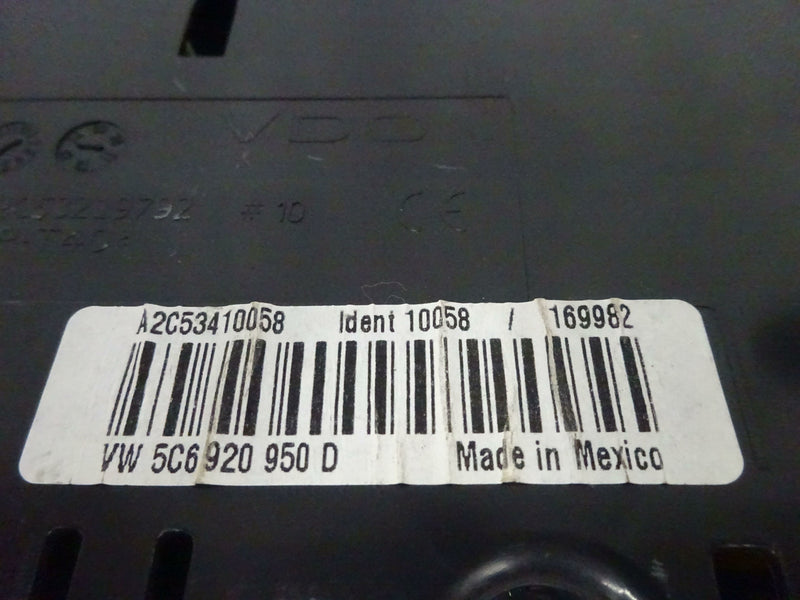 VDO
# 10
CE
A2C53410058 Ident 10058 / 169982
VW 5C6 920 950 D Made in Mexico